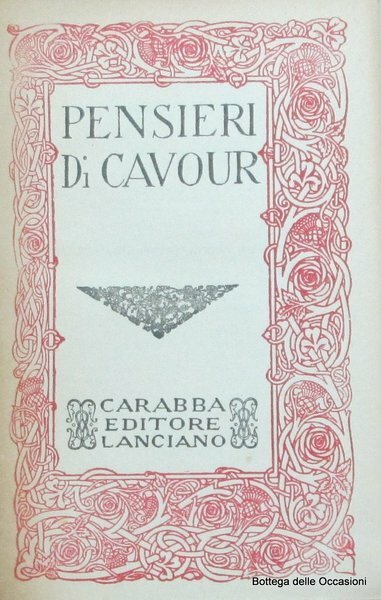 PENSIERI
Di CAVOUR
CARABBA
EDITORE
LANCIANO
Bottega delle Occasioni